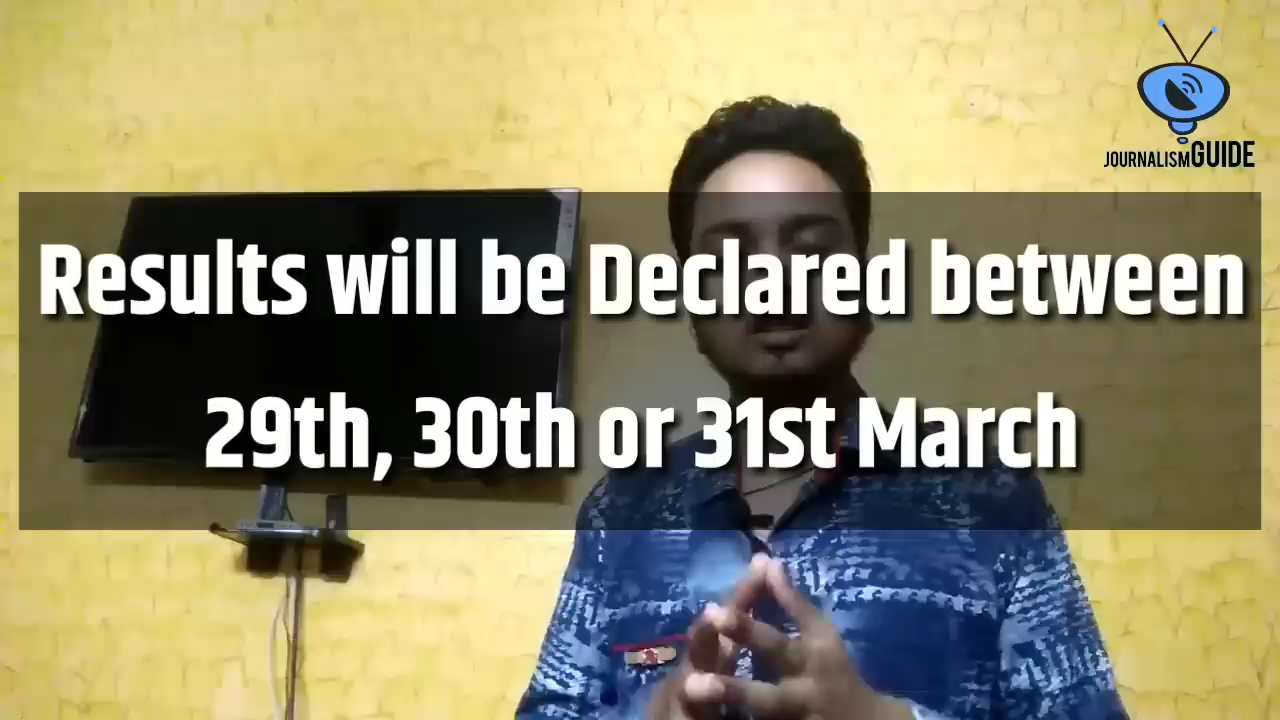 JOURNALISMGUIDE
Results will be Declared between
29th, 30th or 31st March